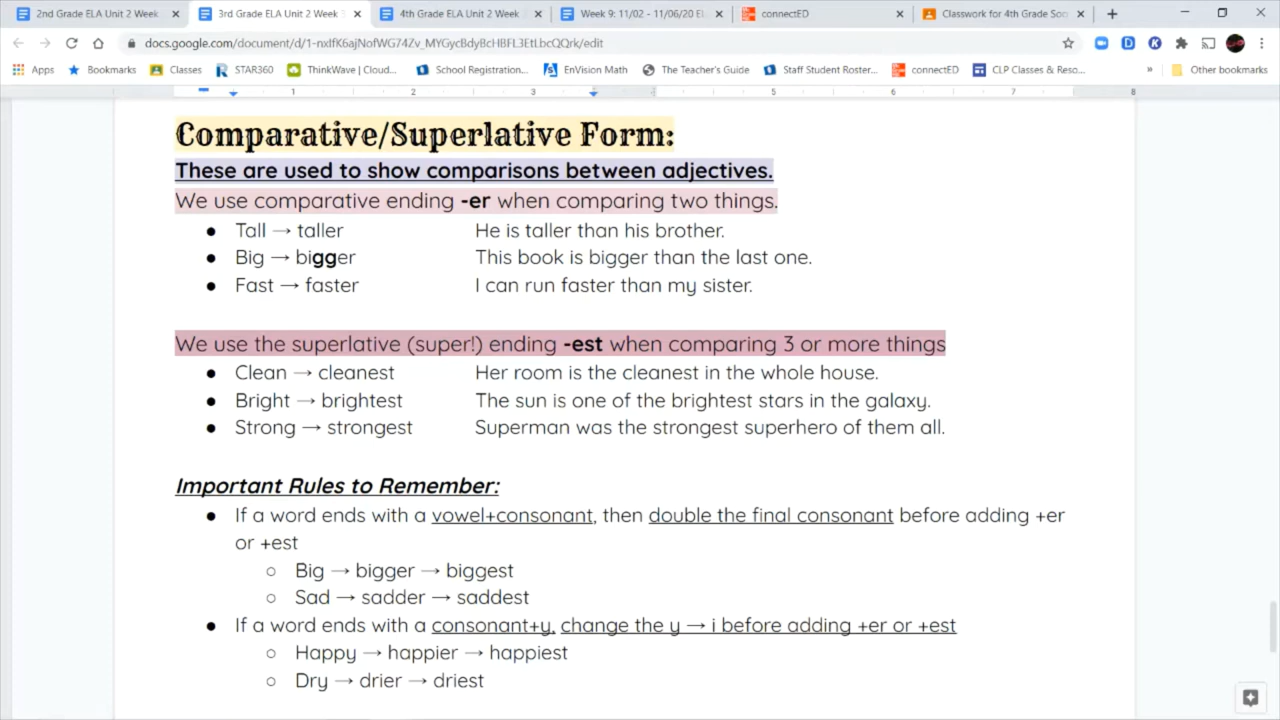 2nd Grade ELA Unit 2 Week
3rd Grade ELA Unit 2 Week
4th Grade ELA Unit 2 Week
Week 9: 11/02 - 11/06/20 EL
connectED
Classwork for 4th Grade Soc
docs.google.com/document/d/
/edit
Apps
Bookmarks
Classes
STAR360
ThinkWave | Cloud...
School Registration...
EnVision Math
The Teacher's Guide
Staff Student Roster...
connectED
CLP Classes & Reso...
»
Other bookmarks
1 2 3 5 6 7 8
Comparative/Superlative Form:
These are used to show comparisons between adjectives.
We use comparative ending -er when comparing two things.
● Tall → taller He is taller than his brother.
● Big → bigger This book is bigger than the last one.
● Fast → faster I can run faster than my sister.
We use the superlative (super!) ending -est when comparing 3 or more things
● Clean → cleanest Her room is the cleanest in the whole house.
● Bright → brightest The sun is one of the brightest stars in the galaxy.
● Strong → strongest Superman was the strongest superhero of them all.
Important Rules to Remember:
● If a word ends with a vowel+consonant, then double the final consonant before adding +er
or +est
○ Big → bigger → biggest
○ Sad → sadder → saddest
● If a word ends with a consonant+y, change the y → i before adding +er or +est
○ Happy → happier → happiest
○ Dry → drier → driest